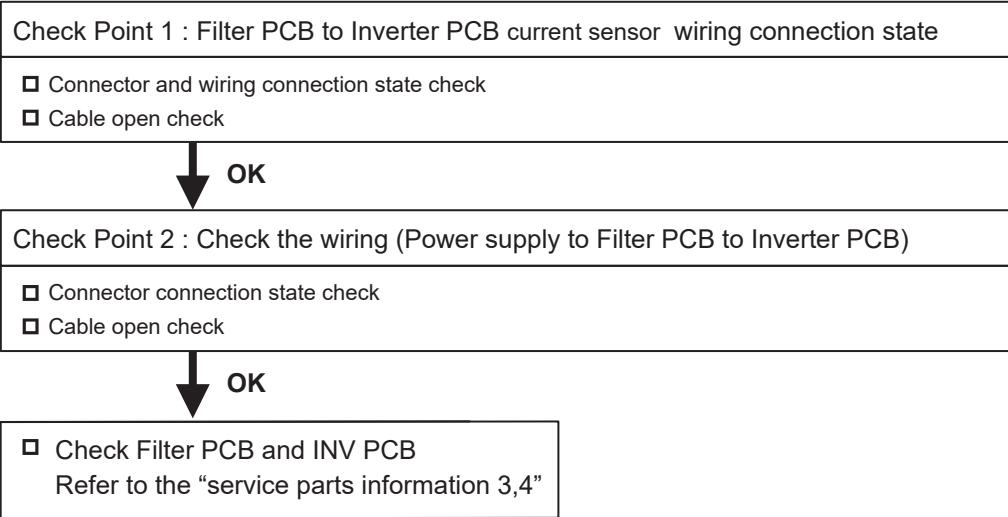 Check Point 1 : Filter PCB to Inverter PCB current sensor wiring connection state
Connector and wiring connection state check
Cable open check
OK
Check Point 2 : Check the wiring (Power supply to Filter PCB to Inverter PCB)
Connector connection state check
Cable open check
OK
Check Filter PCB and INV PCB
Refer to the “service parts information 3,4”